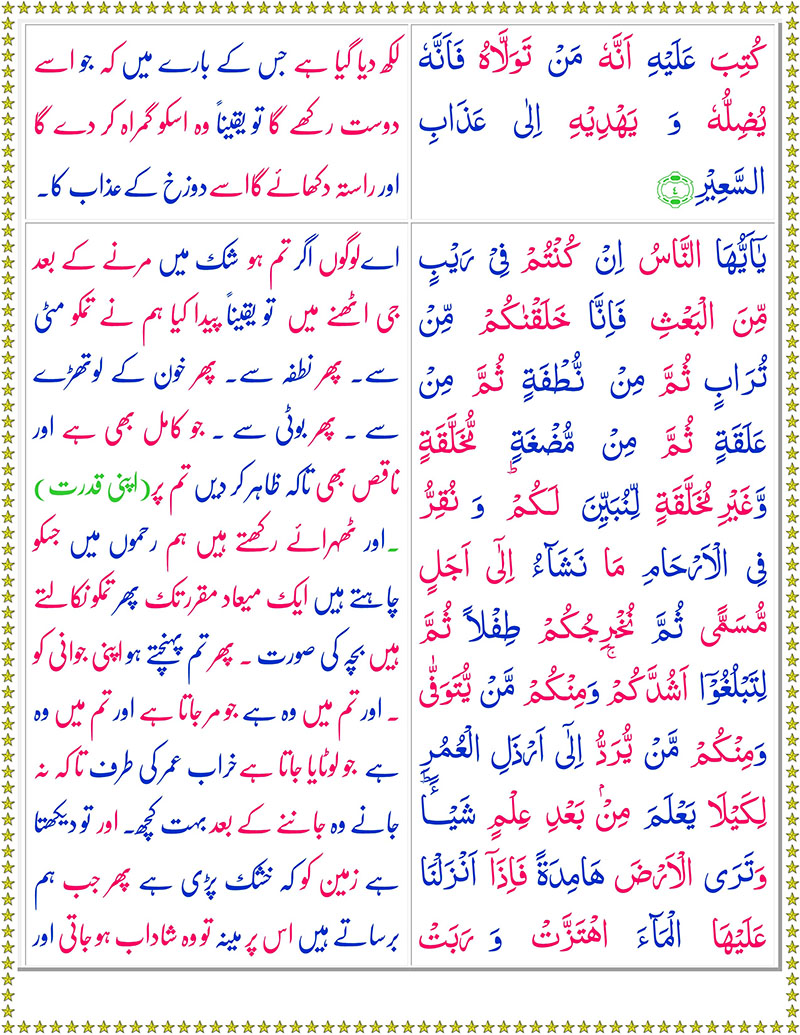 كُتِبَ عَلَيْهِ اَنَّهٗ مَنْ تَوَلَّاهُ فَاَنَّهٗ
يُضِلُّهٗ وَ يَهْدِيْهِ اِلٰى عَذَابِ
السَّعِيْرِ ٤
لکھ دیا گیا ہے جس کے بارے میں کہ جو اسے
دوست رکھے گا تو یقیناً وہ اسکو گمراہ کر دے گا
اور راستہ دکھائے گا اسے دوزخ کے عذاب کا۔
يٰٓاَيُّهَا النَّاسُ اِنْ كُنْتُمْ فِيْ رَيْبٍ
مِّنَ الْبَعْثِ فَاِنَّا خَلَقْنٰكُمْ مِّنْ
تُرَابٍ ثُمَّ مِنْ نُّطْفَةٍ ثُمَّ مِنْ
عَلَقَةٍ ثُمَّ مِنْ مُّضْغَةٍ مُّخَلَّقَةٍ
وَّغَيْرِ مُخَلَّقَةٍ لِّنُبَيِّنَ لَكُمْ ؕ وَ نُقِرُّ
فِي الْاَرْحَامِ مَا نَشَآءُ اِلٰٓى اَجَلٍ
مُّسَمًّى ثُمَّ نُخْرِجُكُمْ طِفْلًا ثُمَّ
لِتَبْلُغُوْٓا اَشُدَّكُمْ ۚ وَمِنْكُمْ مَّنْ يُّتَوَفّٰى
وَمِنْكُمْ مَّنْ يُّرَدُّ اِلٰٓى اَرْذَلِ الْعُمُرِ
لِكَيْلَا يَعْلَمَ مِنْۢ بَعْدِ عِلْمٍ شَيْـًٔا ؕ
وَتَرَى الْاَرْضَ هَامِدَةً فَاِذَآ اَنْزَلْنَا
عَلَيْهَا الْمَآءَ اهْتَزَّتْ وَ رَبَتْ
اے لوگوں اگر تم ہو شک میں مرنے کے بعد
جی اٹھنے میں تو یقیناً پیدا کیا ہم نے تمکو مٹی
سے۔ پھر نطفہ سے۔ پھر خون کے لوتھڑے
سے ۔ پھر بوٹی سے ۔ جو کامل بھی ہے اور
ناقص بھی تاکہ ظاہر کر دیں تم پر (اپنی قدرت )
۔اور ٹھہرائے رکھتے ہیں ہم رحموں میں جسکو
چاہتے ہیں ایک میعاد مقرر تک پھر تمکو نکالتے
ہیں بچہ کی صورت ۔ پھر تم پہنچتے ہو اپنی جوانی کو
۔ اور تم میں وہ ہے جو مر جاتا ہے اور تم میں وہ
ہے جو لوٹایا جاتا ہے خراب عمر کی طرف تاکہ نہ
جانے وہ جاننے کے بعد بہت کچھ۔ اور تو دیکھتا
ہے زمین کو کہ خشک پڑی ہے پھر جب ہم
برساتے ہیں اس پر مینہ تو وہ شاداب ہو جاتی اور